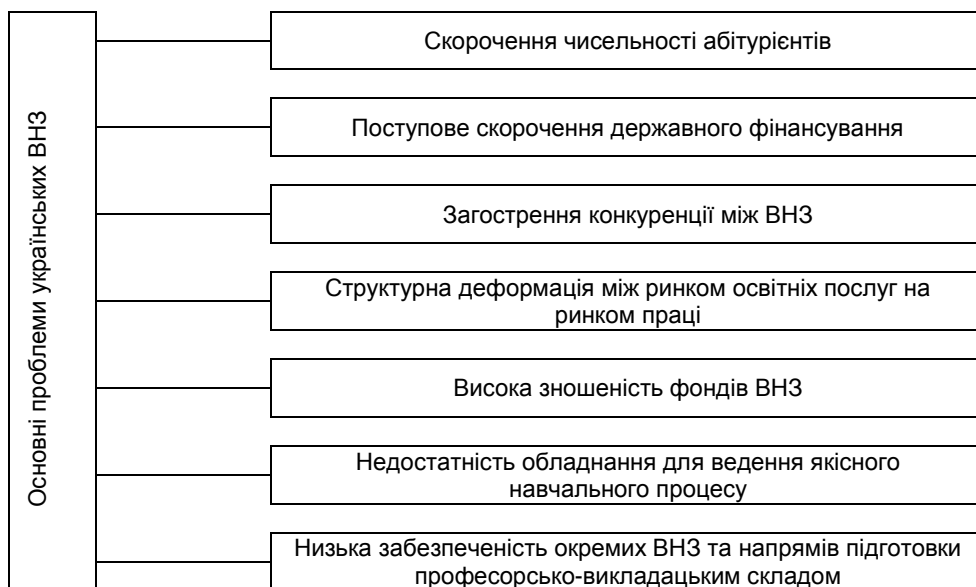 Основні проблеми українських ВНЗ
Скорочення чисельності абітурієнтів
Поступове скорочення державного фінансування
Загострення конкуренції між ВНЗ
Структурна деформація між ринком освітніх послуг на
ринком праці
Висока зношеність фондів ВНЗ
Недостатність обладнання для ведення якісного
навчального процесу
Низька забезпеченість окремих ВНЗ та напрямів підготовки
професорсько-викладацьким складом